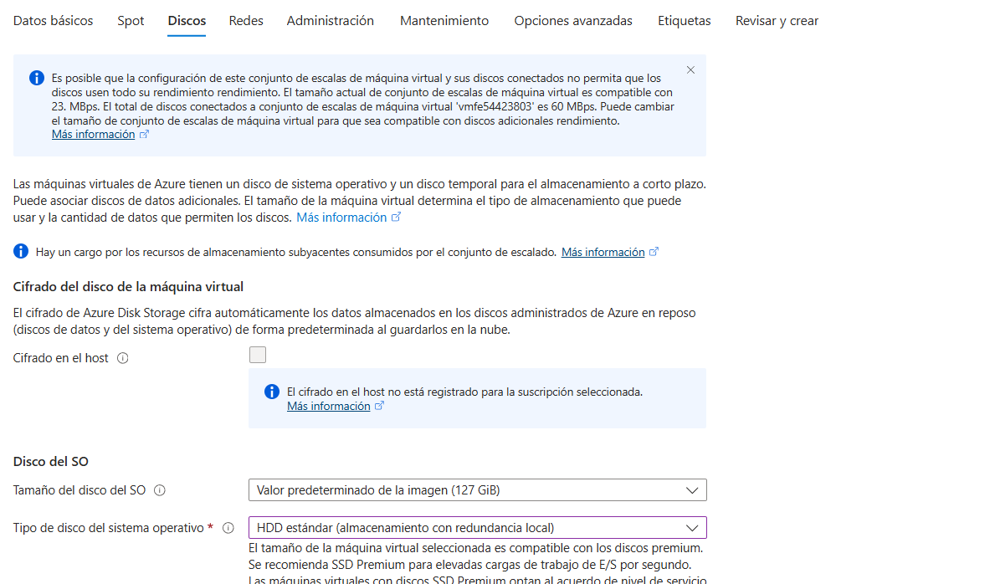 Datos básicos Spot Discos Redes Administración Mantenimiento Opciones avanzadas Etiquetas Revisar y crear
Es posible que la configuración de este conjunto de escalas de máquina virtual y sus discos conectados no permita que los
discos usen todo su rendimiento rendimiento. El tamaño actual de conjunto de escalas de máquina virtual es compatible con
23. MBps. El total de discos conectados a conjunto de escalas de máquina virtual 'vmfe54423803' es 60 MBps. Puede cambiar
el tamaño de conjunto de escalas de máquina virtual para que sea compatible con discos adicionales rendimiento.
Más información
Las máquinas virtuales de Azure tienen un disco de sistema operativo y un disco temporal para el almacenamiento a corto plazo.
Puede asociar discos de datos adicionales. El tamaño de la máquina virtual determina el tipo de almacenamiento que puede
usar y la cantidad de datos que permiten los discos. Más información
Hay un cargo por los recursos de almacenamiento subyacentes consumidos por el conjunto de escalado. Más información
Cifrado del disco de la máquina virtual
El cifrado de Azure Disk Storage cifra automáticamente los datos almacenados en los discos administrados de Azure en reposo
(discos de datos y del sistema operativo) de forma predeterminada al guardarlos en la nube.
Cifrado en el host
El cifrado en el host no está registrado para la suscripción seleccionada.
Más información
Disco del SO
Tamaño del disco del SO Valor predeterminado de la imagen (127 GiB)
Tipo de disco del sistema operativo * HDD estándar (almacenamiento con redundancia local)
El tamaño de la máquina virtual seleccionada es compatible con los discos premium.
Se recomienda SSD Premium para elevadas cargas de trabajo de E/S por segundo.
Las máquinas virtuales con discos SSD Premium optan al acuerdo de nivel de servicio